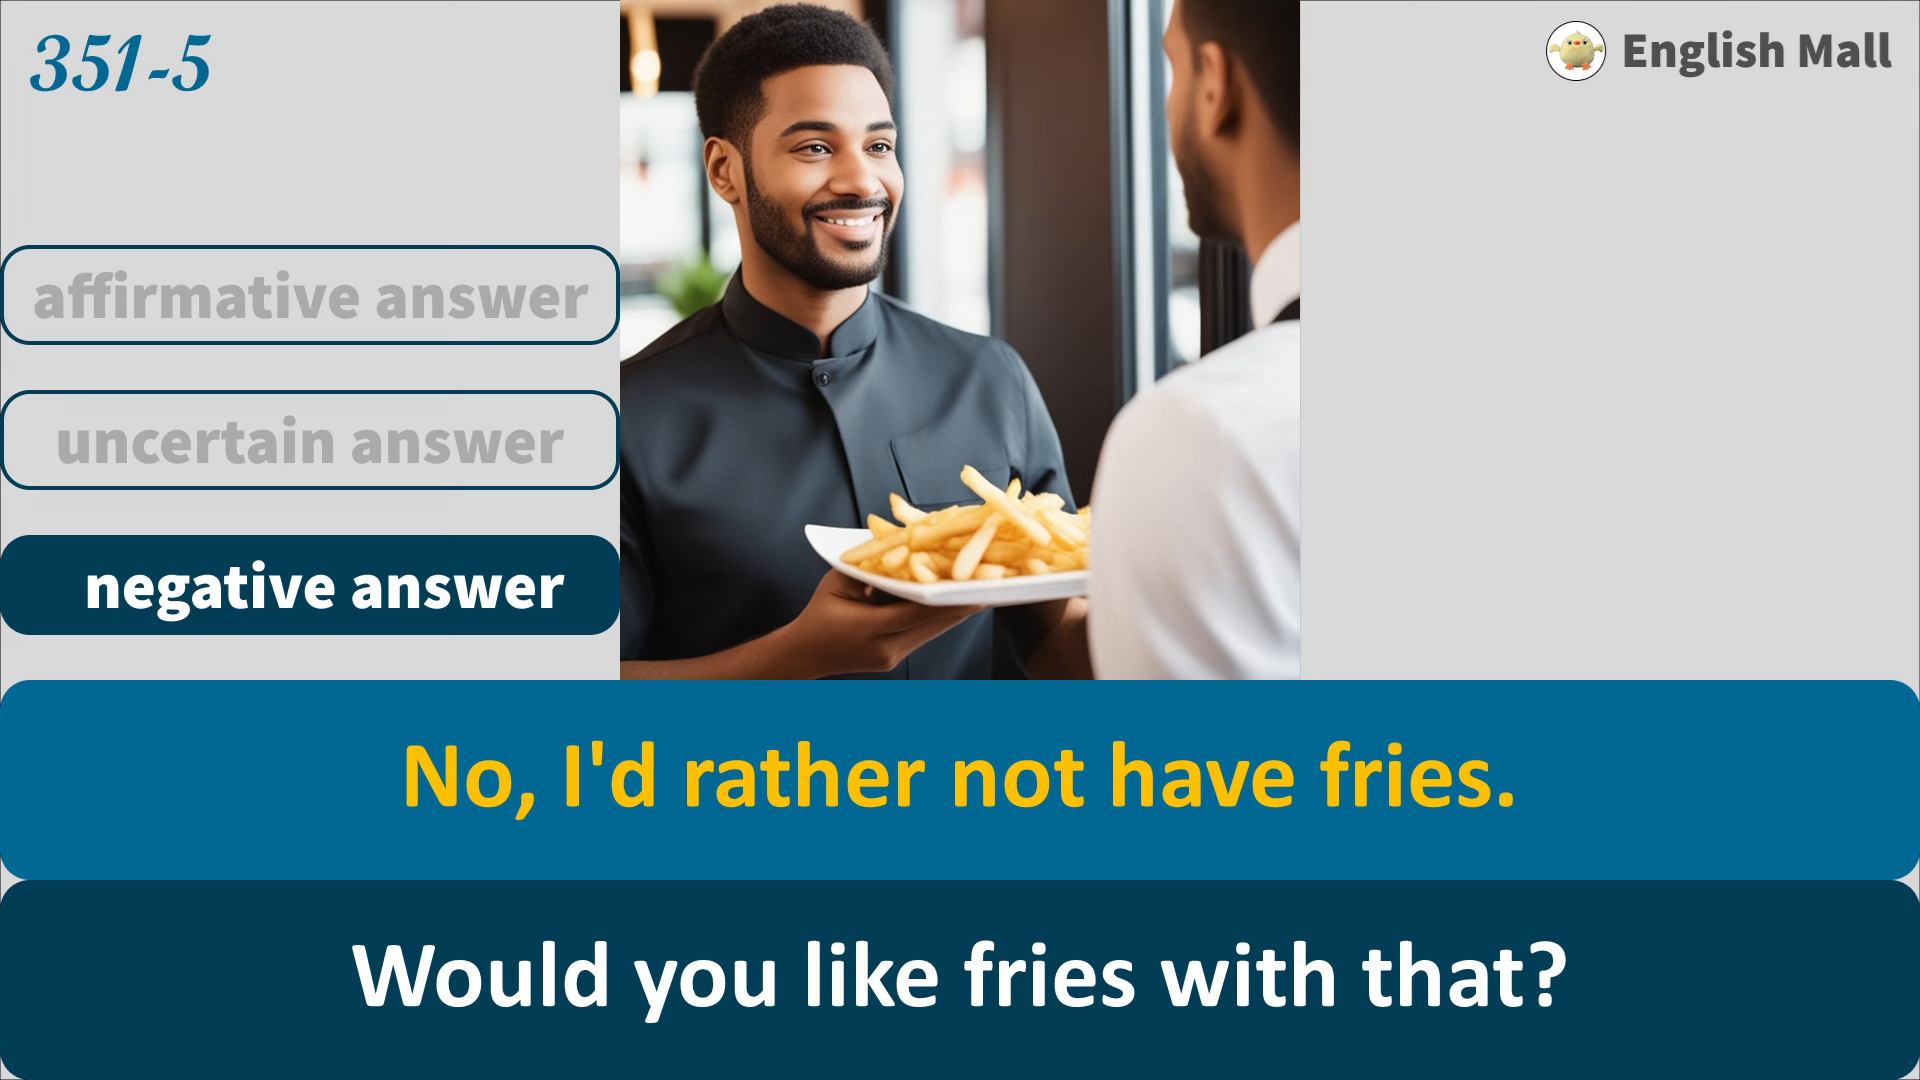 351-5
English Mall
affirmative answer
uncertain answer
negative answer
No, I'd rather not have fries.
Would you like fries with that?